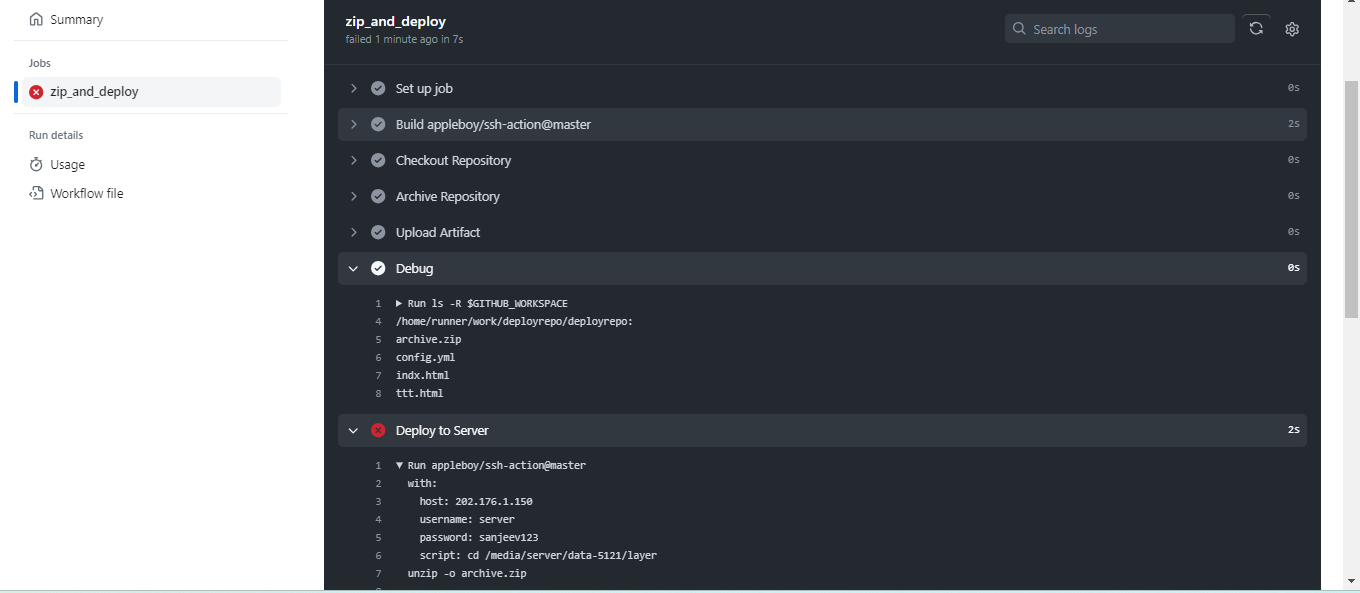 Summary
Jobs
zip_and_deploy
Run details
Usage
Workflow file
zip_and_deploy
failed 1 minute ago in 7s
Search logs
Set up job 0s
Build appleboy/ssh-action@master 2s
Checkout Repository 0s
Archive Repository 0s
Upload Artifact 0s
Debug 0s
1 Run ls -R $GITHUB_WORKSPACE
4 /home/runner/work/deployrepo/deployrepo:
5 archive.zip
6 config.yml
7 indx.html
8 ttt.html
Deploy to Server 2s
1 Run appleboy/ssh-action@master
2 with:
3 host: 202.176.1.150
4 username: server
5 password: sanjeev123
6 script: cd /media/server/data-5121/layer
7 unzip -o archive.zip